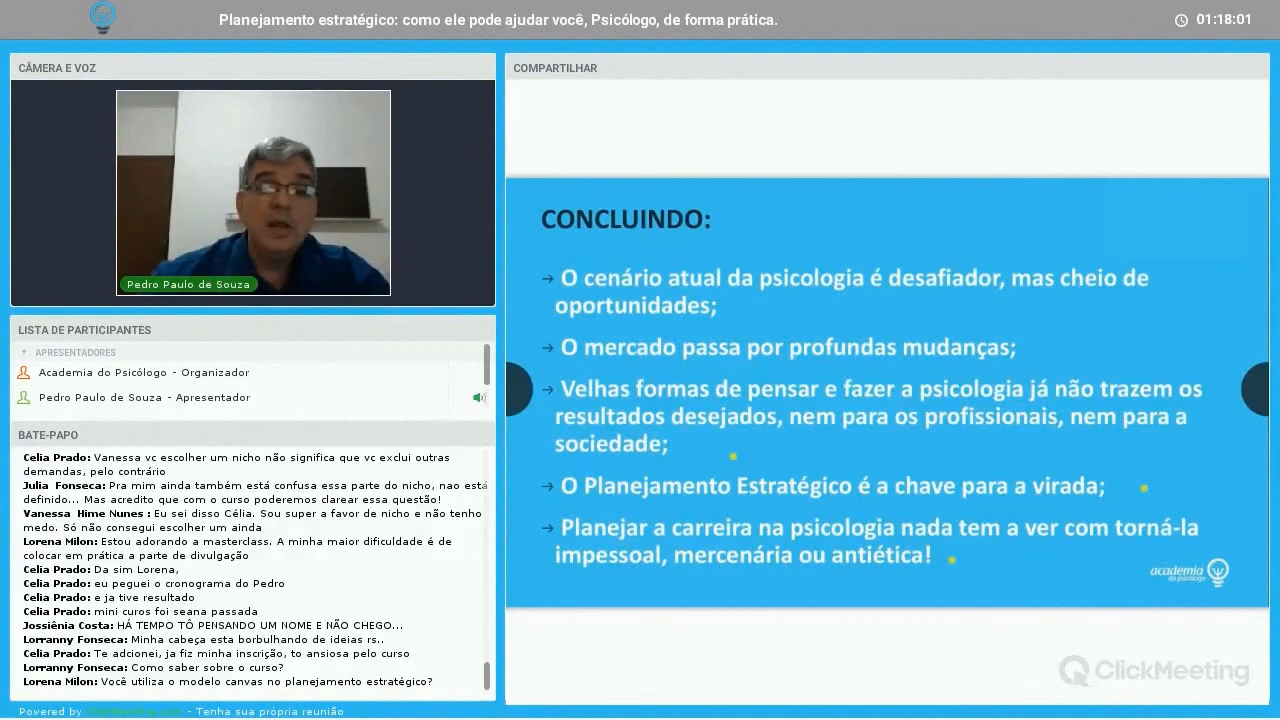 Planejamento estratégico: como ele pode ajudar você, Psicólogo, de forma prática.
01:18:01
CÂMERA E VOZ
Pedro Paulo de Souza
LISTA DE PARTICIPANTES
APRESENTADORES
Academia do Psicólogo - Organizador
Pedro Paulo de Souza - Apresentador
BATE-PAPO
Celia Prado: Vanessa vc escolher um nicho não significa que vc exclui outras
demandas, pelo contrário
Julia Fonseca: Pra mim ainda também está confusa essa parte do nicho, nao está
definido... Mas acredito que com o curso poderemos clarear essa questão!
Vanessa Hime Nunes : Eu sei disso Célia. Sou super a favor de nicho e não tenho
medo. Só não consegui escolher um ainda
Lorena Milon: Estou adorando a masterclass. A minha maior dificuldade é de
colocar em prática a parte de divulgação
Celia Prado: Da sim Lorena,
Celia Prado: eu peguei o cronograma do Pedro
Celia Prado: e ja tive resultado
Celia Prado: mini curos foi seana passada
Jossiênia Costa: HÁ TEMPO TÔ PENSANDO UM NOME E NÃO CHEGO...
Lorranny Fonseca: Minha cabeça esta borbulhando de ideias rs..
Celia Prado: Te adcionei, ja fiz minha inscrição, to ansiosa pelo curso
Lorranny Fonseca: Como saber sobre o curso?
Lorena Milon: Você utiliza o modelo canvas no planejamento estratégico?
Powered by ClickMeeting.com - Tenha sua própria reunião
COMPARTILHAR
CONCLUINDO:
→ O cenário atual da psicologia é desafiador, mas cheio de
oportunidades;
→ O mercado passa por profundas mudanças;
→ Velhas formas de pensar e fazer a psicologia já não trazem os
resultados desejados, nem para os profissionais, nem para a
sociedade;
→ O Planejamento Estratégico é a chave para a virada;
→ Planejar a carreira na psicologia nada tem a ver com torná-la
impessoal, mercenária ou antiética!
academia
do psicólogo
ClickMeeting